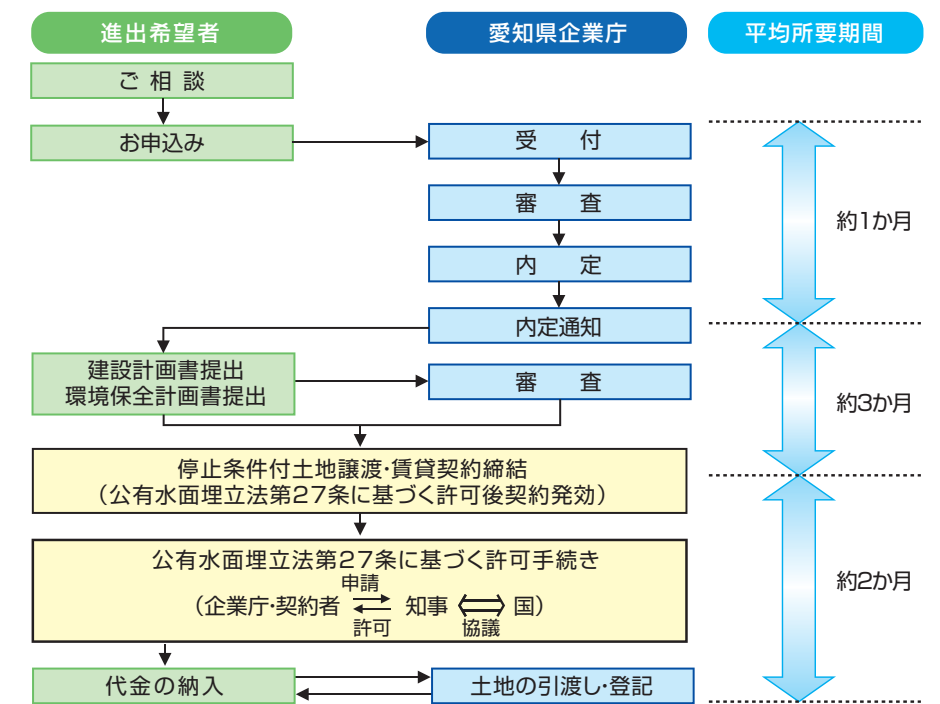 進出希望者
愛知県企業庁
平均所要期間
ご 相 談
お申込み
受 付
審 査
内 定
約1か月
内定通知
建設計画書提出
環境保全計画書提出
審 査
約3か月
停止条件付土地譲渡・賃貸契約締結
（公有水面埋立法第27条に基づく許可後契約発効）
公有水面埋立法第27条に基づく許可手続き
申請
（企業庁・契約者 知事 国）
許可 協議
約2か月
代金の納入
土地の引渡し・登記